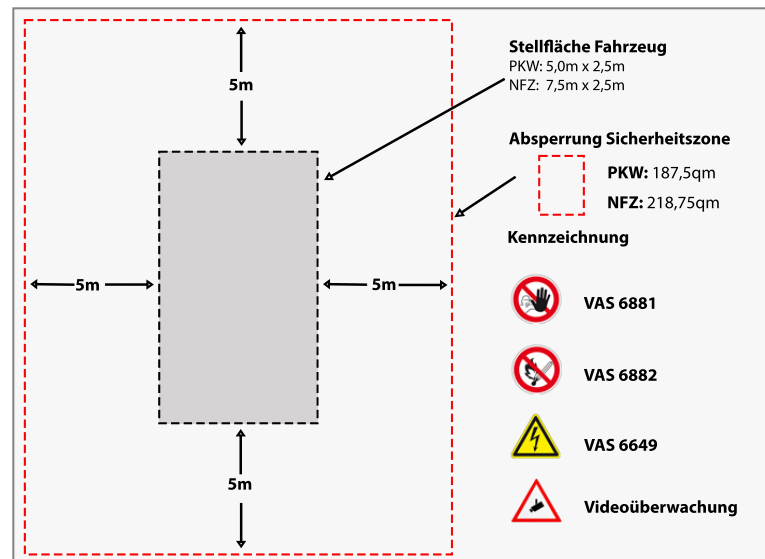 5m
5m
5m
5m
Stellfläche Fahrzeug
PKW: 5,0m x 2,5m
NFZ: 7,5m x 2,5m
Absperrung Sicherheitszone
PKW: 187,5qm
NFZ: 218,75qm
Kennzeichnung
VAS 6881
VAS 6882
VAS 6649
Videoüberwachung